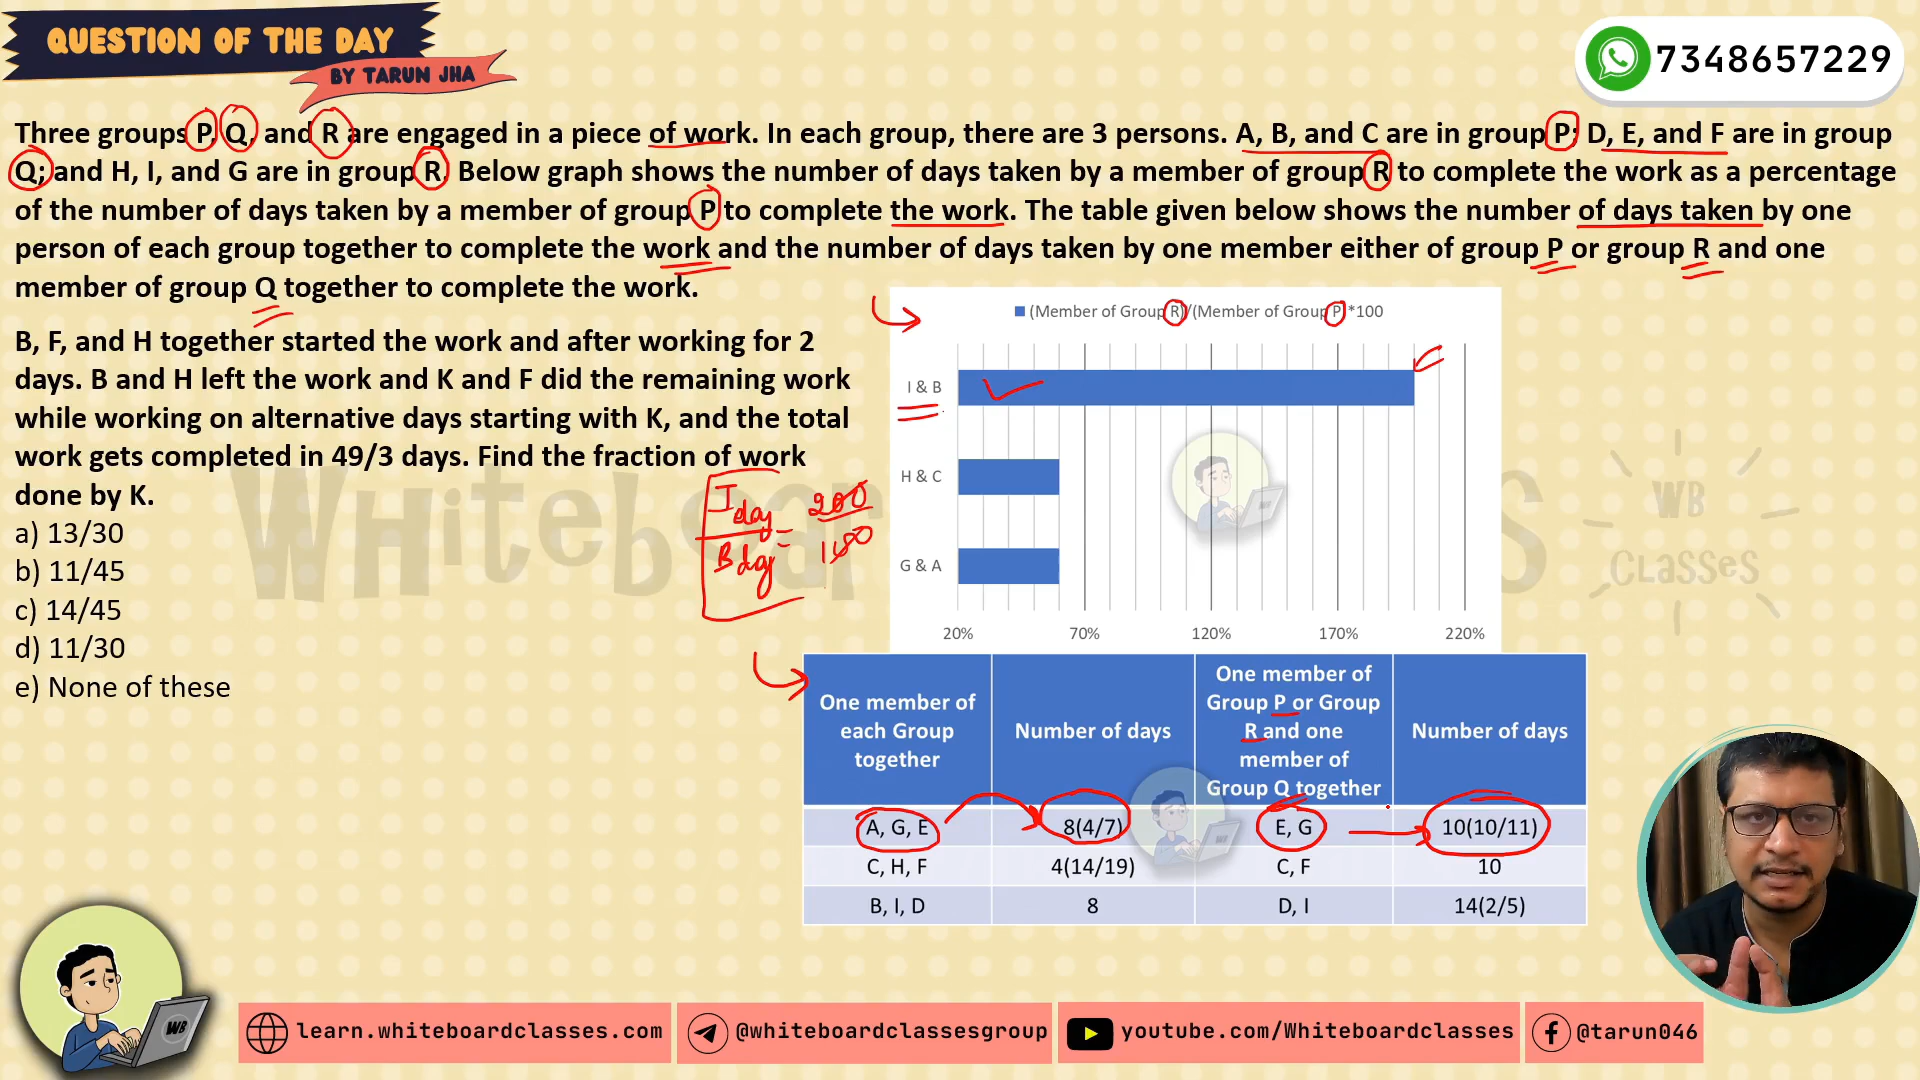 QUESTION OF THE DAY
BY TARUN JHA
7348657229
Three groups P, Q, and R are engaged in a piece of work. In each group, there are 3 persons. A, B, and C are in group P; D, E, and F are in group
Q; and H, I, and G are in group R. Below graph shows the number of days taken by a member of group R to complete the work as a percentage
of the number of days taken by a member of group P to complete the work. The table given below shows the number of days taken by one
person of each group together to complete the work and the number of days taken by one member either of group P or group R and one
member of group Q together to complete the work.
B, F, and H together started the work and after working for 2
days. B and H left the work and K and F did the remaining work
while working on alternative days starting with K, and the total
work gets completed in 49/3 days. Find the fraction of work
done by K.
a) 13/30
b) 11/45
c) 14/45
d) 11/30
e) None of these
I day = 200
B day 100
(Member of Group R)/(Member of Group P)*100
I & B
H & C
G & A
20% 70% 120% 170% 220%
One member of each Group together
Number of days
One member of Group P or Group R and one member of Group Q together
Number of days
A, G, E 8(4/7) E, G 10(10/11)
C, H, F 4(14/19) C, F 10
B, I, D 8 D, I 14(2/5)
WB
CLASSES
WB
learn.whiteboardclasses.com
@whiteboardclassesgroup
youtube.com/Whiteboardclasses
@tarun046